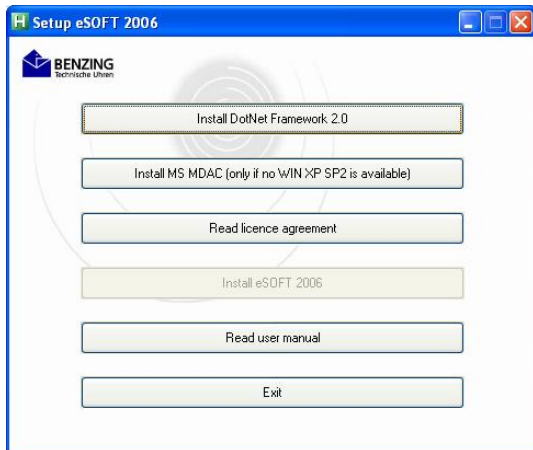 H Setup eSOFT 2006
BENZING
Technische Uhren
Install DotNet Framework 2.0
Install MS MDAC (only if no WIN XP SP2 is available)
Read licence agreement
Install eSOFT 2006
Read user manual
Exit